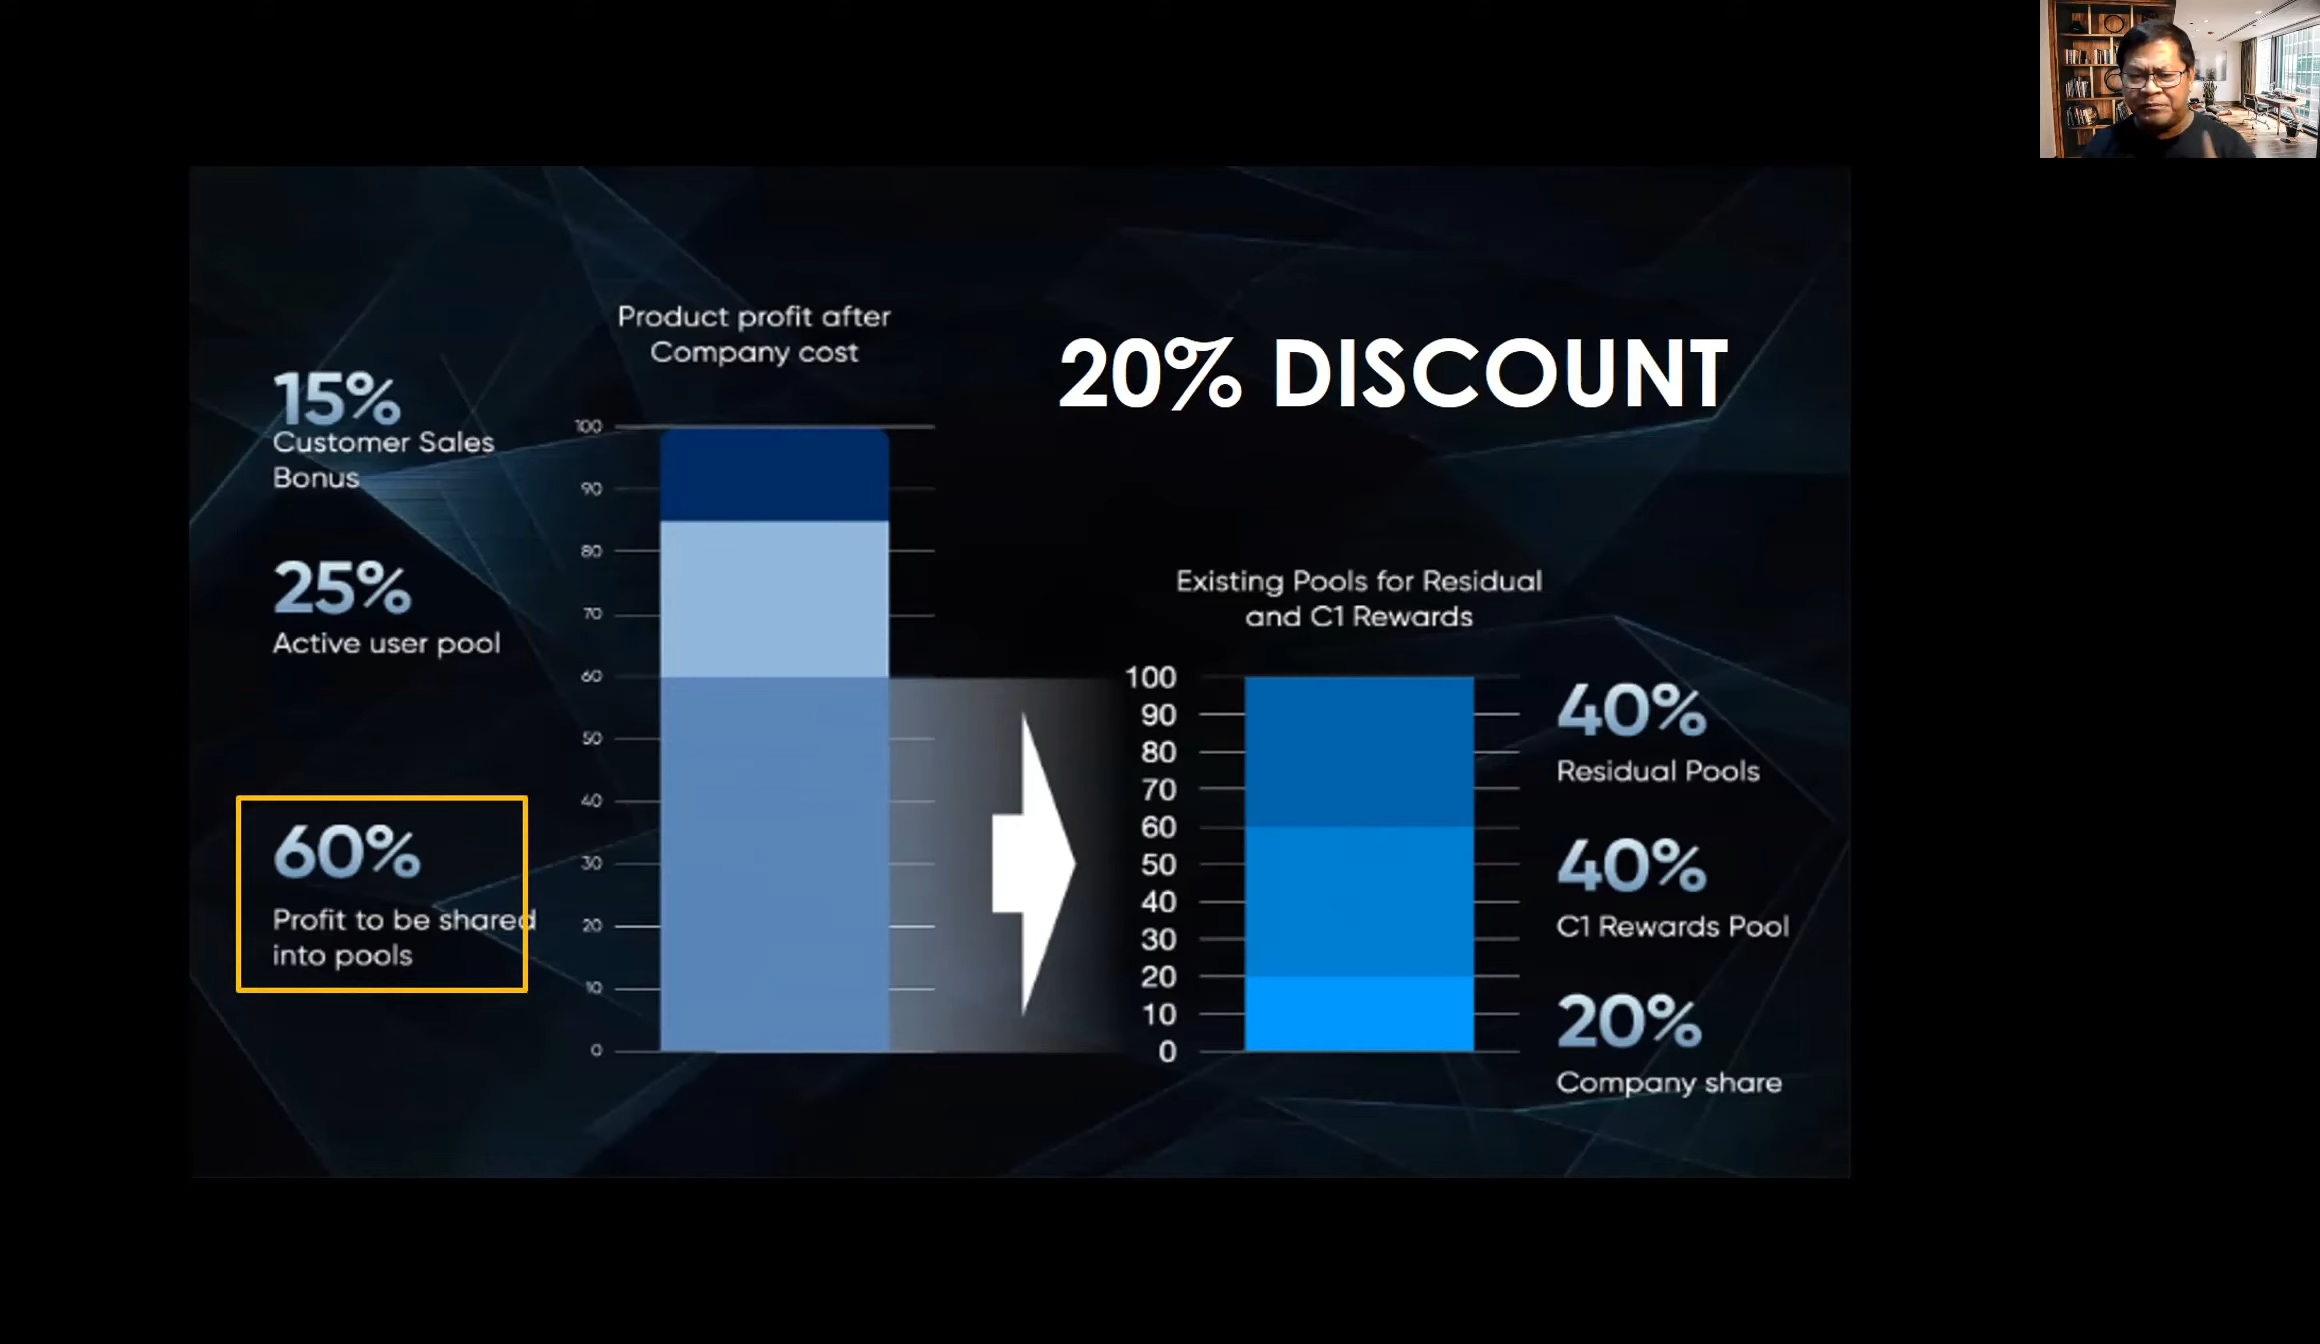 20% DISCOUNT
Product profit after
Company cost
15%
Customer Sales
Bonus
25%
Active user pool
60%
Profit to be shared
into pools
100
90
80
70
60
50
40
30
20
10
0
Existing Pools for Residual
and C1 Rewards
100
90
80
70
60
50
40
30
20
10
0
40%
Residual Pools
40%
C1 Rewards Pool
20%
Company share